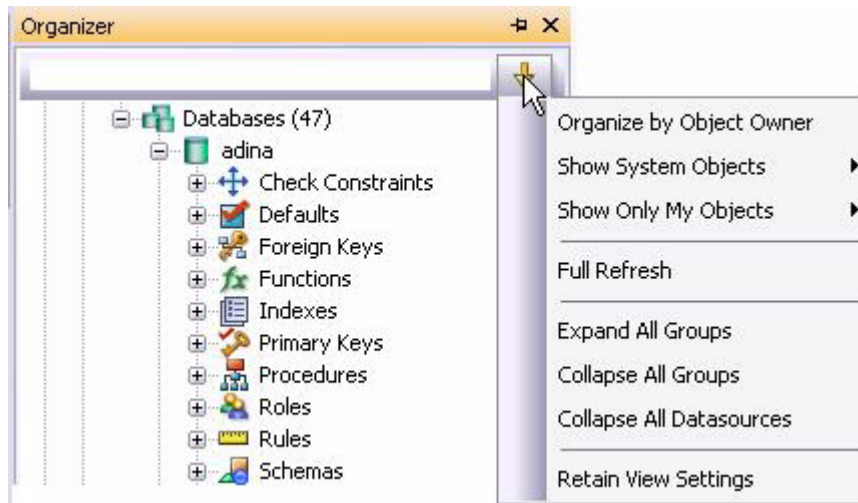 Organizer
Databases (47)
adina
Check Constraints
Defaults
Foreign Keys
Functions
Indexes
Primary Keys
Procedures
Roles
Rules
Schemas
Organize by Object Owner
Show System Objects
Show Only My Objects
Full Refresh
Expand All Groups
Collapse All Groups
Collapse All Datasources
Retain View Settings